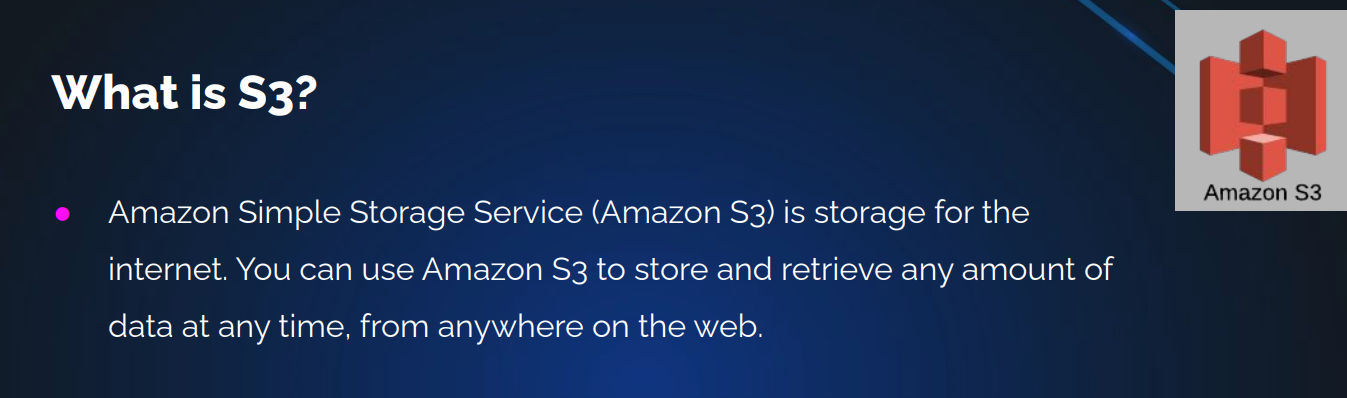 What is S3?
Amazon S3
Amazon Simple Storage Service (Amazon S3) is storage for the
internet. You can use Amazon S3 to store and retrieve any amount of
data at any time, from anywhere on the web.